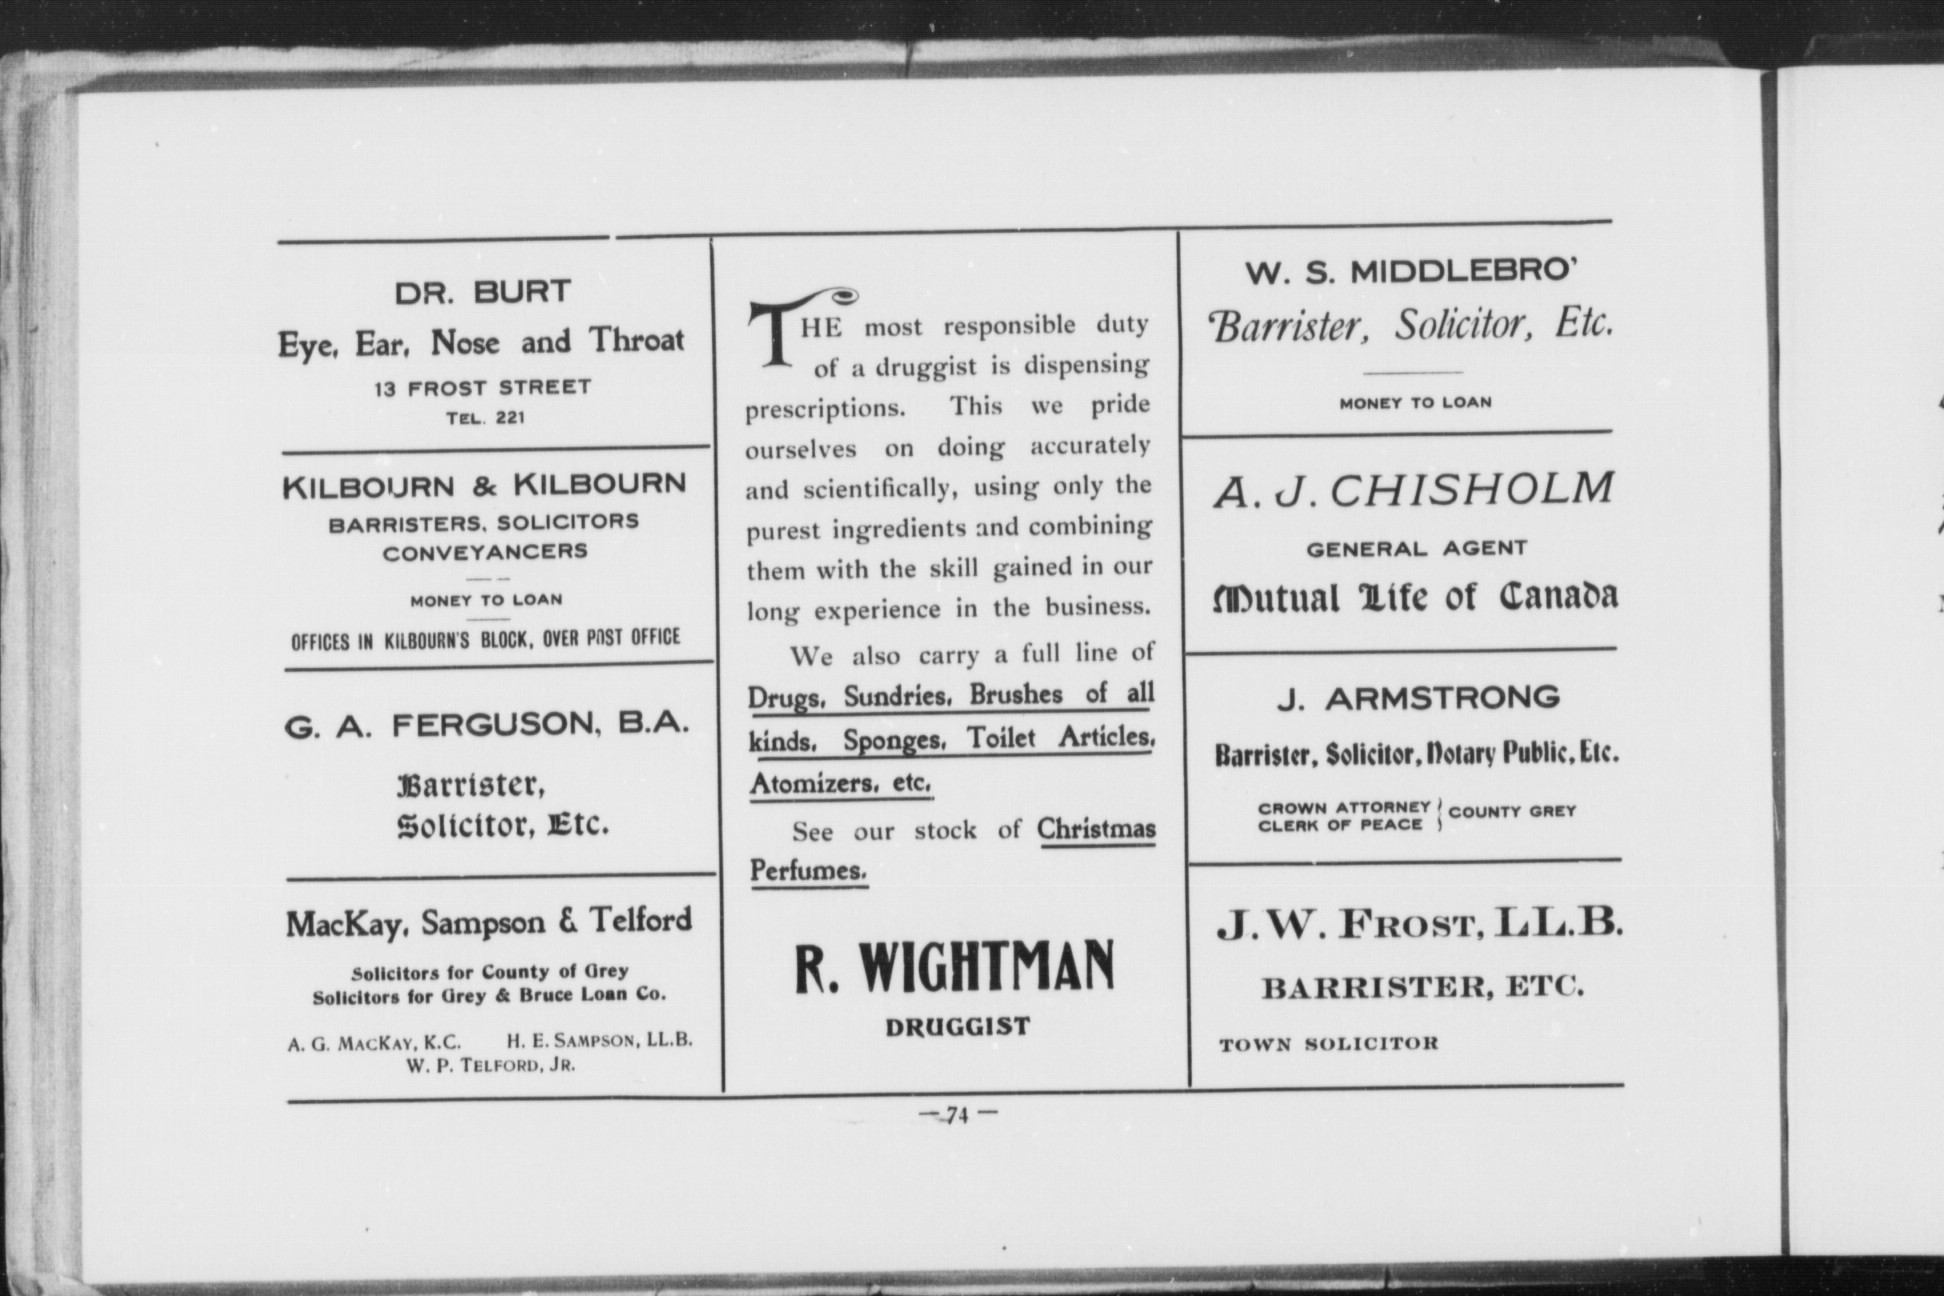 DR. BURT
Eye, Ear, Nose and Throat
13 FROST STREET
TEL. 221
KILBOURN & KILBOURN
BARRISTERS, SOLICITORS
CONVEYANCERS
MONEY TO LOAN
OFFICES IN KILBOURN'S BLOCK, OVER POST OFFICE
G. A. FERGUSON, B.A.
Barrister,
Solicitor, Etc.
MacKay, Sampson & Telford
Solicitors for County of Grey
Solicitors for Grey & Bruce Loan Co.
A. G. MACKAY, K.C. H. E. SAMPSON, LL.B.
W. P. TELFORD, JR.
THE most responsible duty
of a druggist is dispensing
prescriptions. This we pride
ourselves on doing accurately
and scientifically, using only the
purest ingredients and combining
them with the skill gained in our
long experience in the business.
We also carry a full line of
Drugs, Sundries, Brushes of all
kinds, Sponges, Toilet Articles,
Atomizers, etc.
See our stock of Christmas
Perfumes.
R. WIGHTMAN
DRUGGIST
W. S. MIDDLEBRO'
Barrister, Solicitor, Etc.
MONEY TO LOAN
A. J. CHISHOLM
GENERAL AGENT
Mutual Life of Canada
J. ARMSTRONG
Barrister, Solicitor, Notary Public, Etc.
CROWN ATTORNEY } COUNTY GREY
CLERK OF PEACE
J. W. FROST, LL.B.
BARRISTER, ETC.
TOWN SOLICITOR
— 74 —